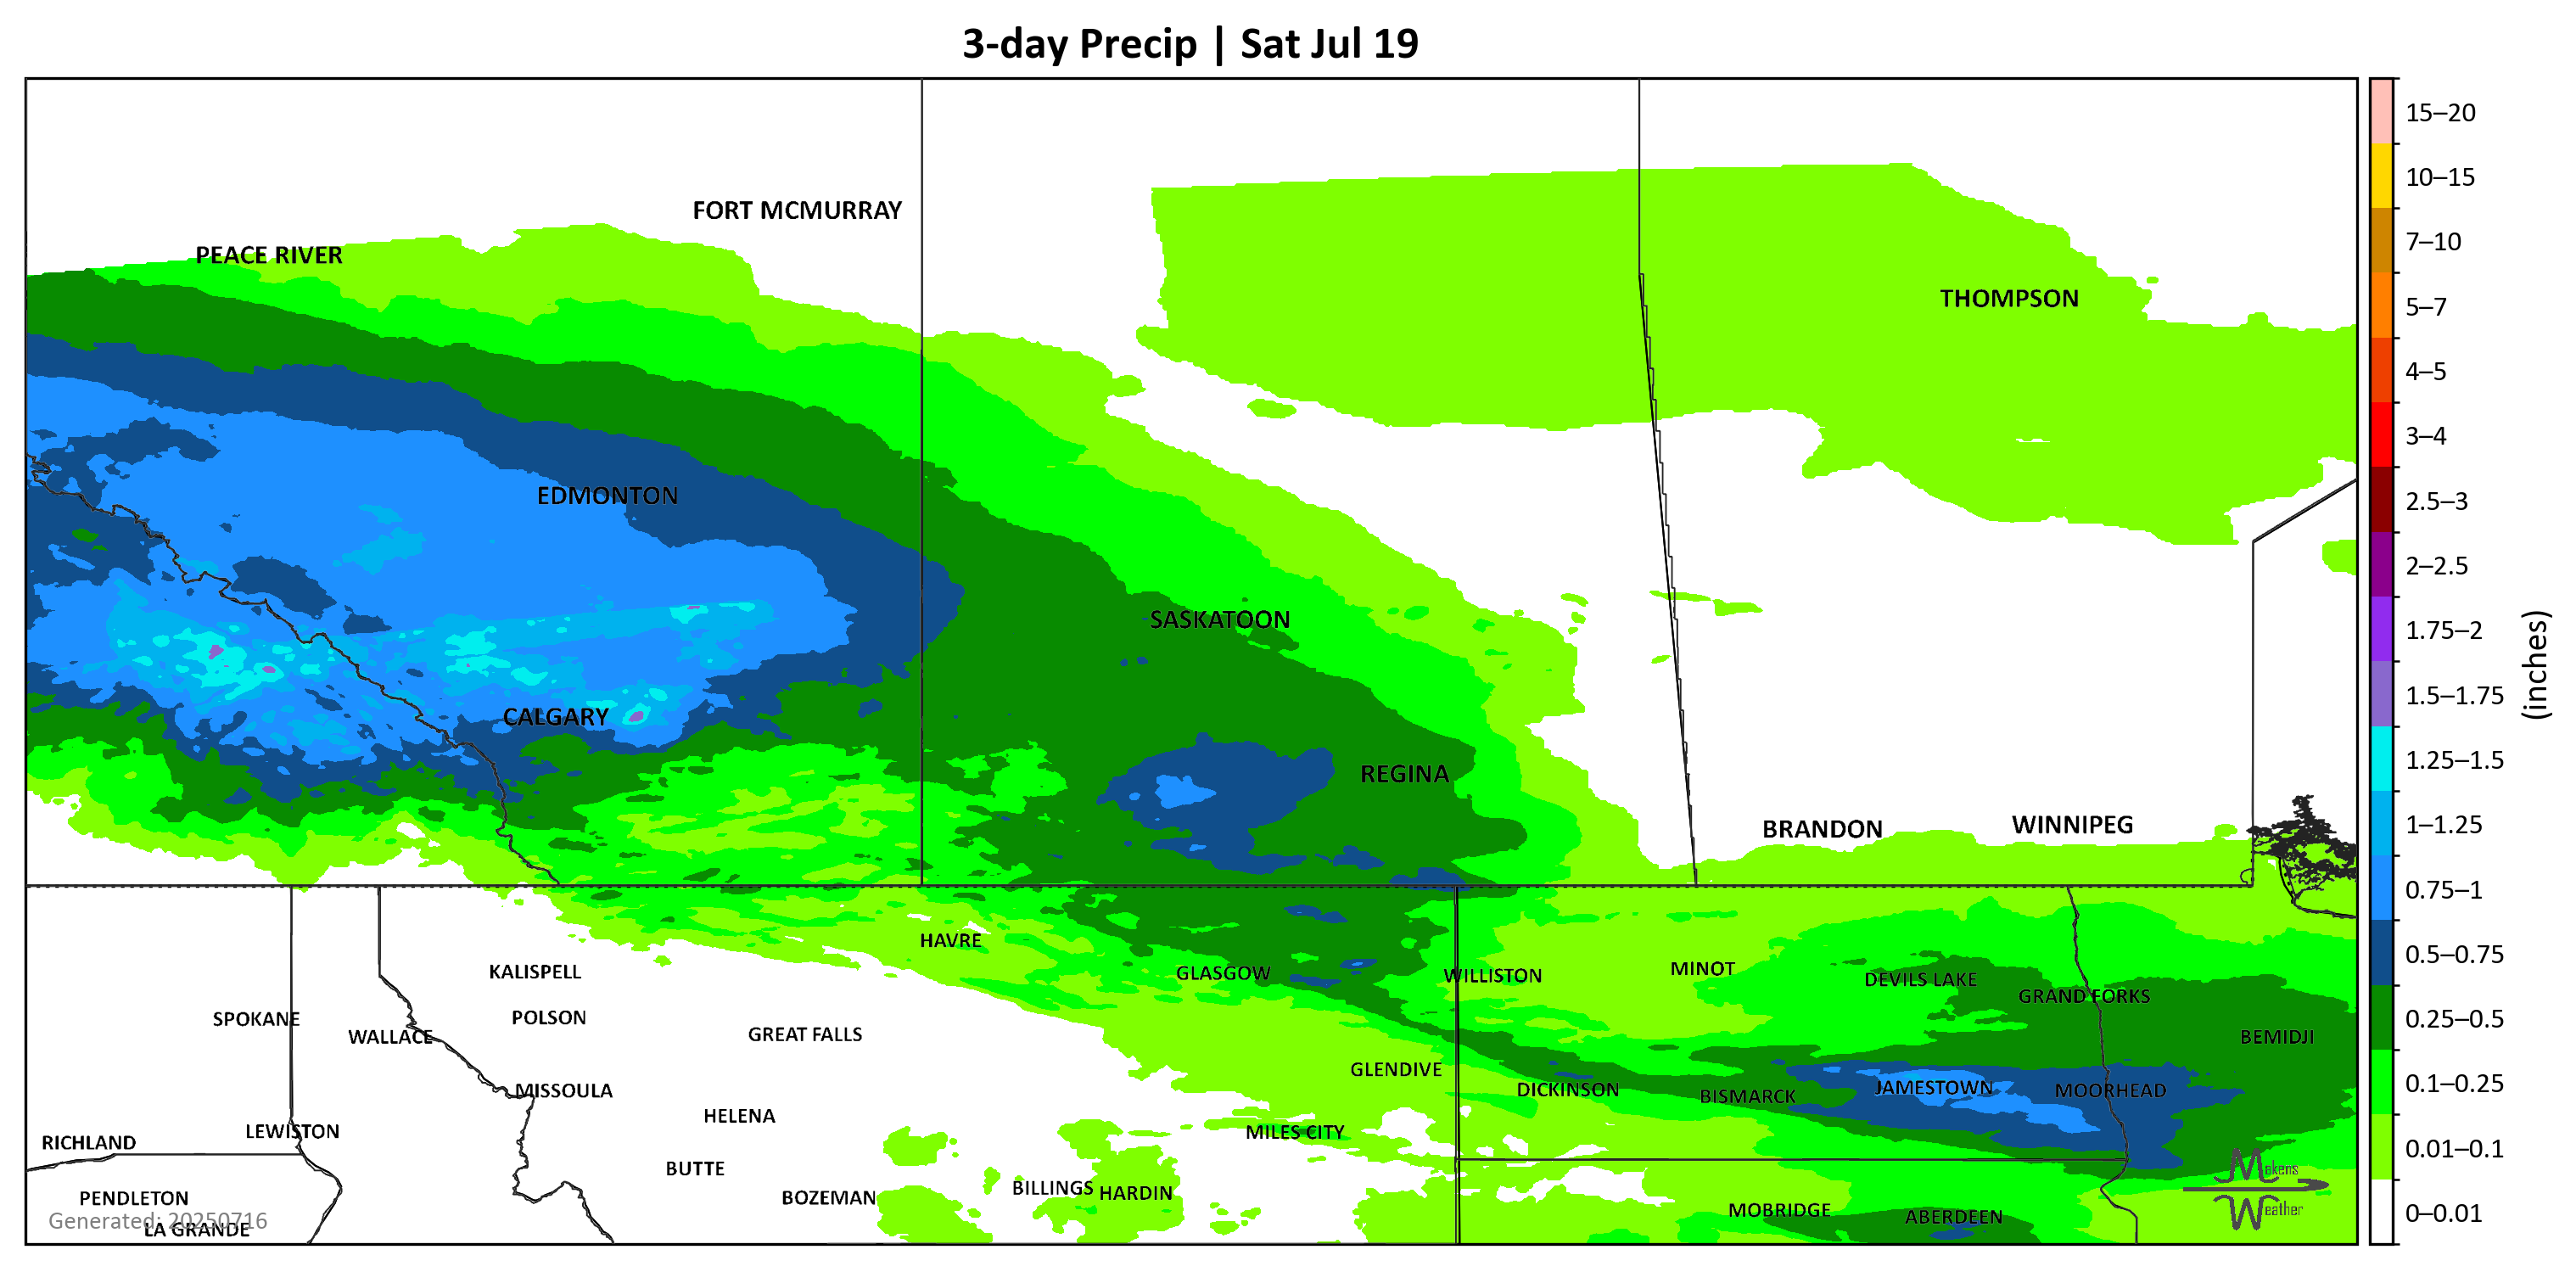 3-day Precip | Sat Jul 19
FORT MCMURRAY
PEACE RIVER
THOMPSON
EDMONTON
SASKATOON
CALGARY
REGINA
BRANDON
WINNIPEG
HAVRE
KALISPELL
GLASGOW
WILLISTON
MINOT
DEVILS LAKE
GRAND FORKS
SPOKANE
POLSON
WALLACE
GREAT FALLS
BEMIDJI
GLENDIVE
MISSOULA
DICKINSON
BISMARCK
JAMESTOWN
MOORHEAD
HELENA
LEWISTON
RICHLAND
MILES CITY
BUTTE
BILLINGS
HARDIN
PENDLETON
BOZEMAN
MOBRIDGE
ABERDEEN
Generated: 20250716
LA GRANDE
Makens
Weather
15–20
10–15
7–10
5–7
4–5
3–4
2.5–3
2–2.5
1.75–2
1.5–1.75
1.25–1.5
1–1.25
0.75–1
0.5–0.75
0.25–0.5
0.1–0.25
0.01–0.1
0–0.01
(inches)